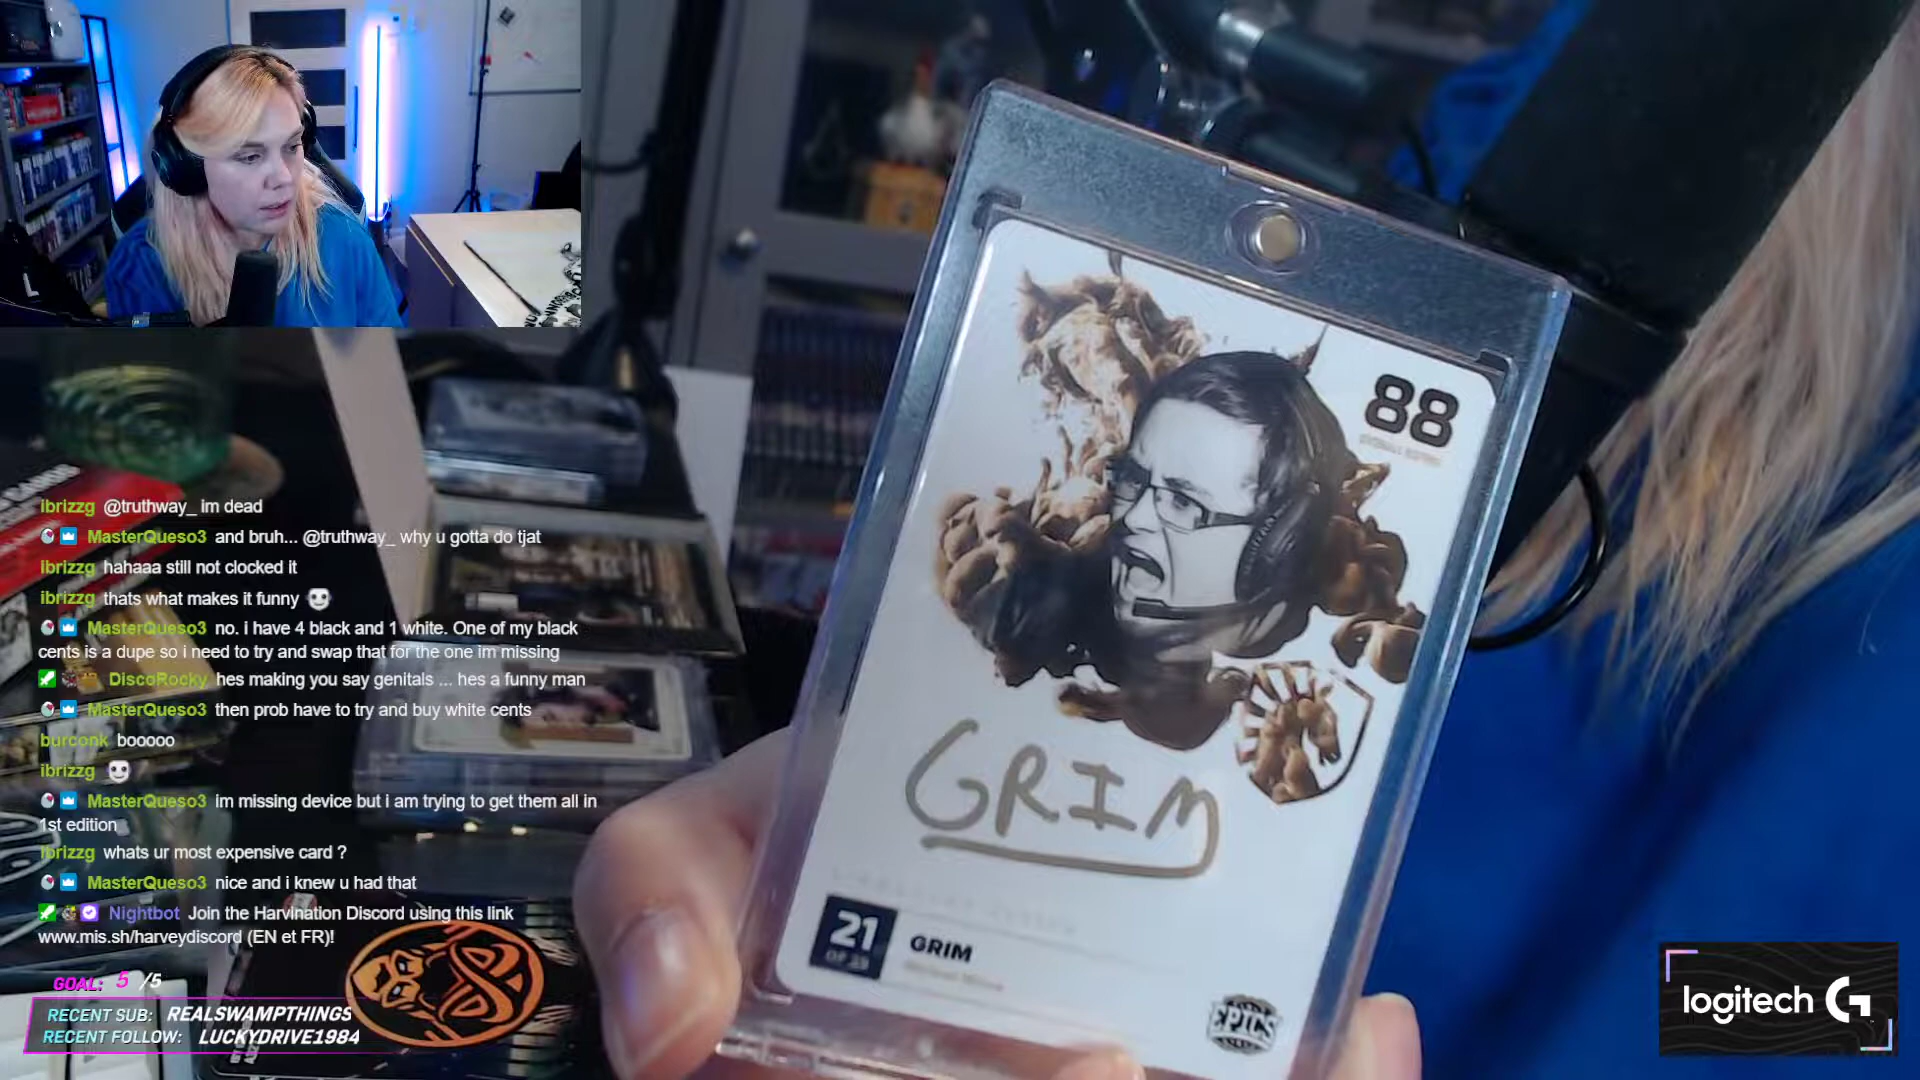 88
GRIM
21
OF 25
GRIM
EPICS
ibrizzg @truthway_ im dead
MasterQueso3 and bruh... @truthway_ why u gotta do tjat
ibrizzg hahaaa still not clocked it
ibrizzg thats what makes it funny
MasterQueso3 no. i have 4 black and 1 white. One of my black
cents is a dupe so i need to try and swap that for the one im missing
DiscoRocky hes making you say genitals ... hes a funny man
MasterQueso3 then prob have to try and buy white cents
burconk booooo
ibrizzg
MasterQueso3 im missing device but i am trying to get them all in
1st edition
ibrizzg whats ur most expensive card ?
MasterQueso3 nice and i knew u had that
Nightbot Join the Harvination Discord using this link
www.mis.sh/harveydiscord (EN et FR)!
GOAL: 5 /5
RECENT SUB: REALSWAMPTHINGS
RECENT FOLLOW: LUCKYDRIVE1984
logitech G